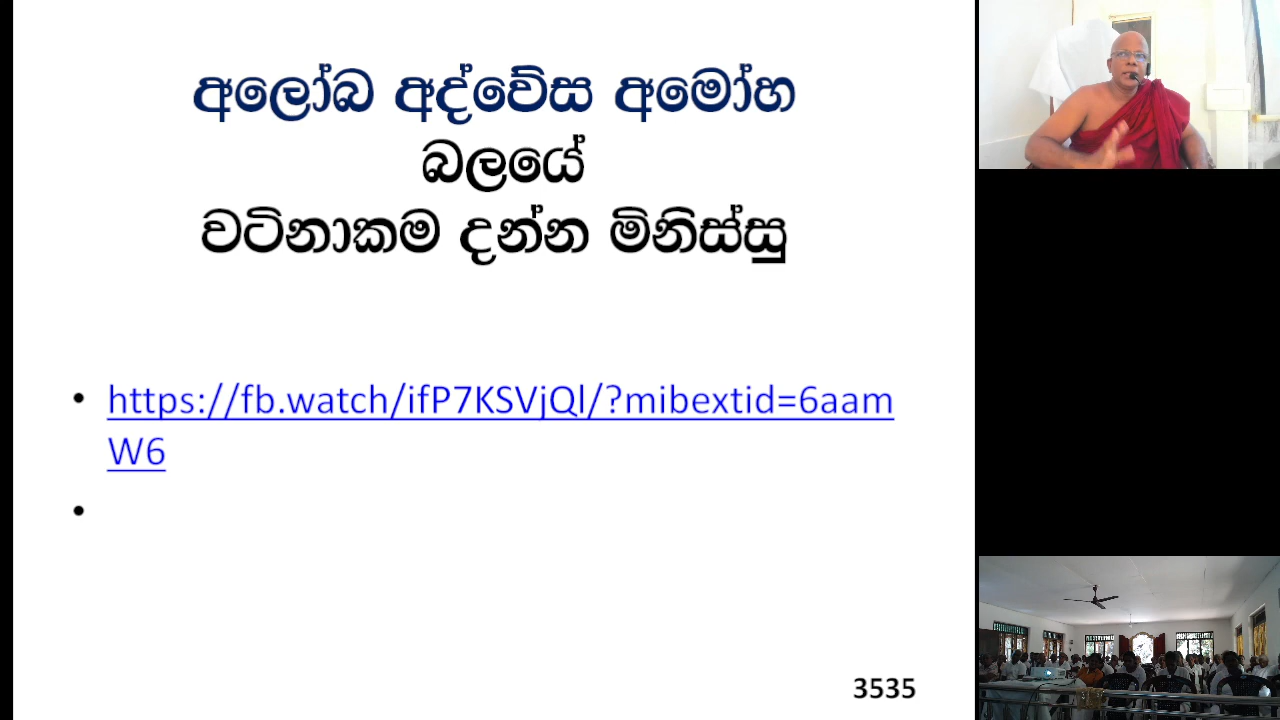 අලෝබ අද්වේස අමෝහ
බලයේ
වටිනාකම දන්න මිනිස්සු
• https://fb.watch/ifP7KSVjQl/?mibextid=6aam
W6
•
3535